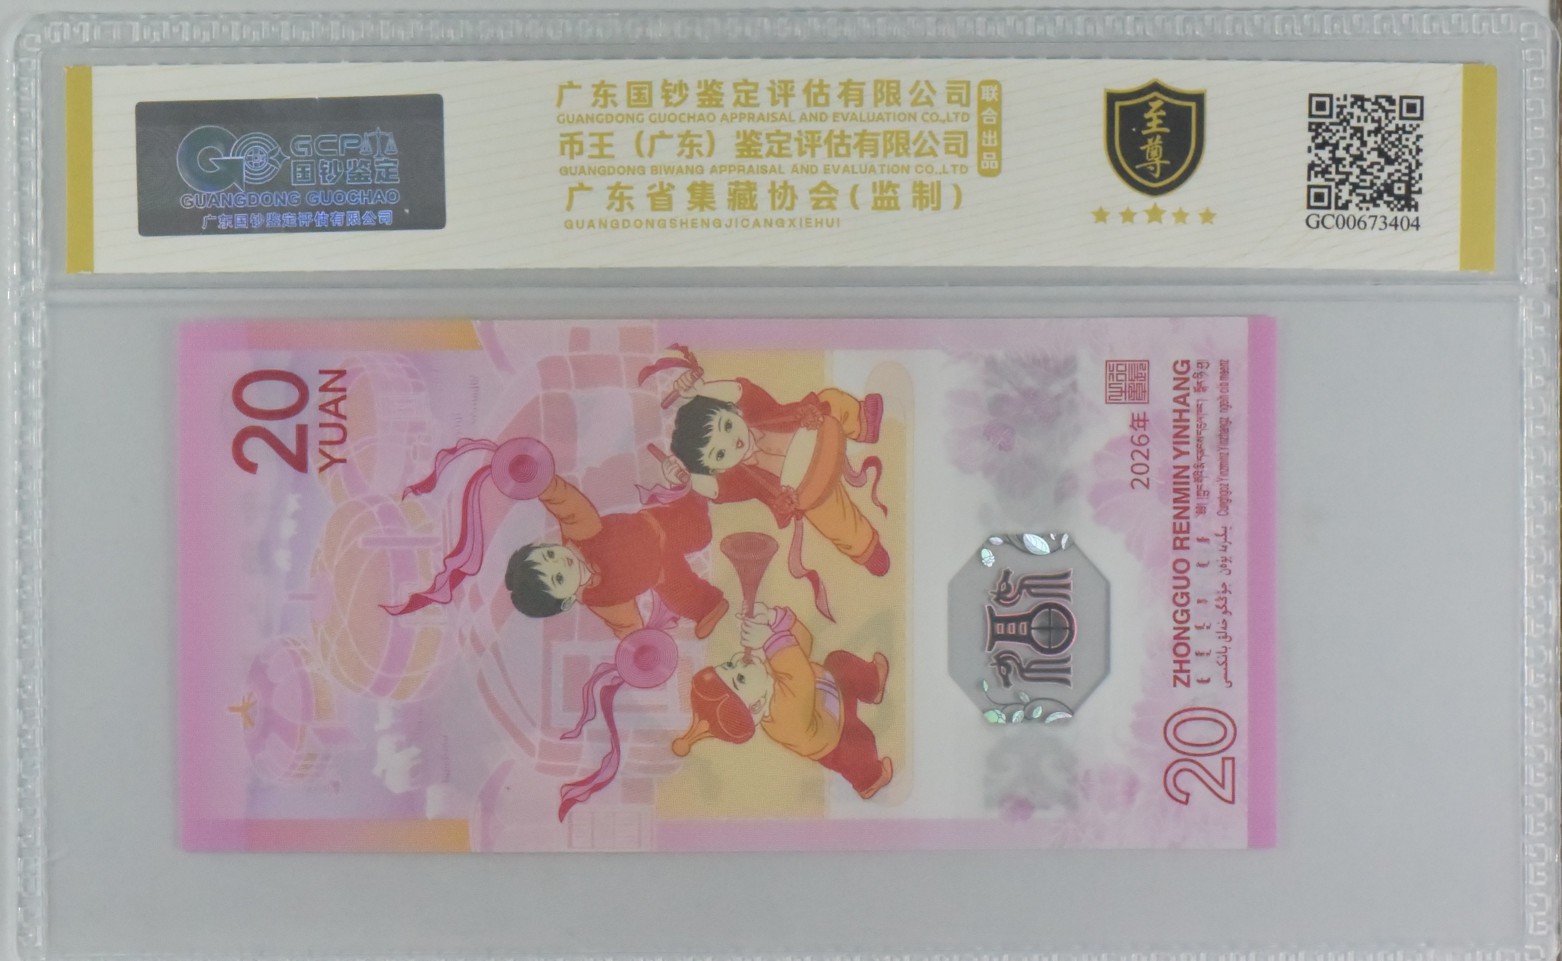 GCP
国钞鉴定
GUANGDONG GUOCHAO
广东国钞鉴定评估有限公司
广东国钞鉴定评估有限公司
GUANGDONG GUOCHAO APPRAISAL AND EVALUATION CO.,LTD
币王（广东）鉴定评估有限公司
GUANGDONG BIWANG APPRAISAL AND EVALUATION CO.,LTD
广东省集藏协会(监制)
GUANGDONGSHENGJICANGXIEHUI
联合出品
至尊
GC00673404
20
YUAN
2026年
ZHONGGUO RENMIN YINHANG
20